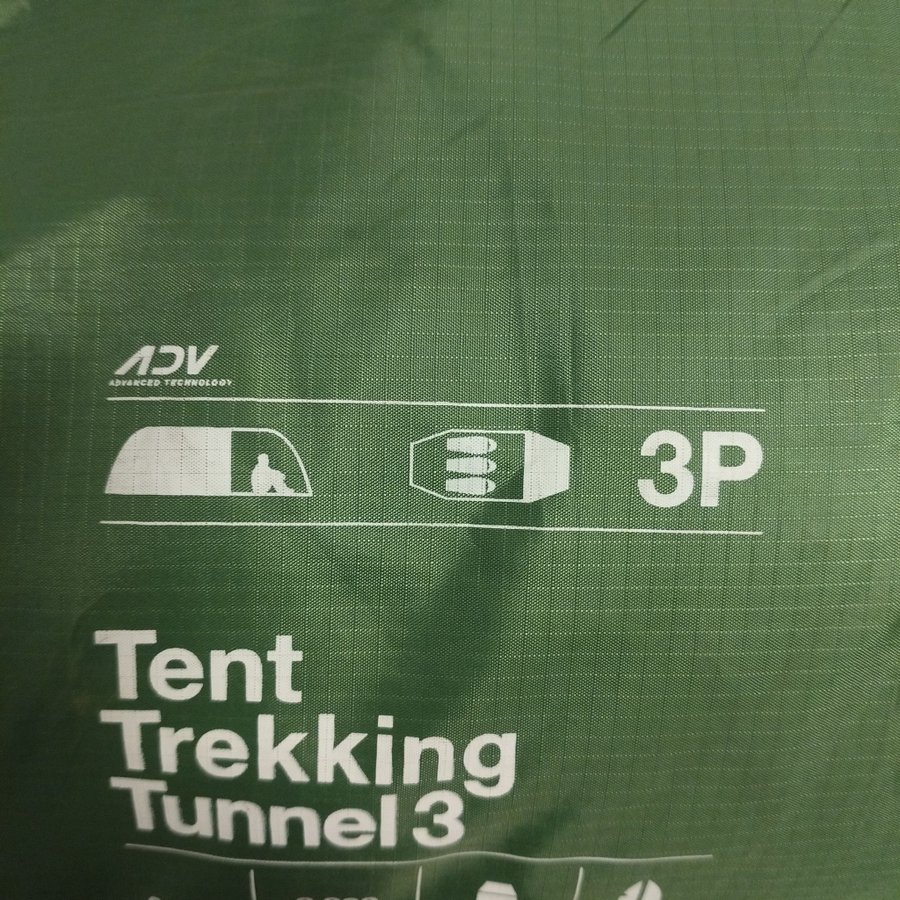 ADV
ADVANCED TECHNOLOGY
3P
Tent
Trekking
Tunnel 3